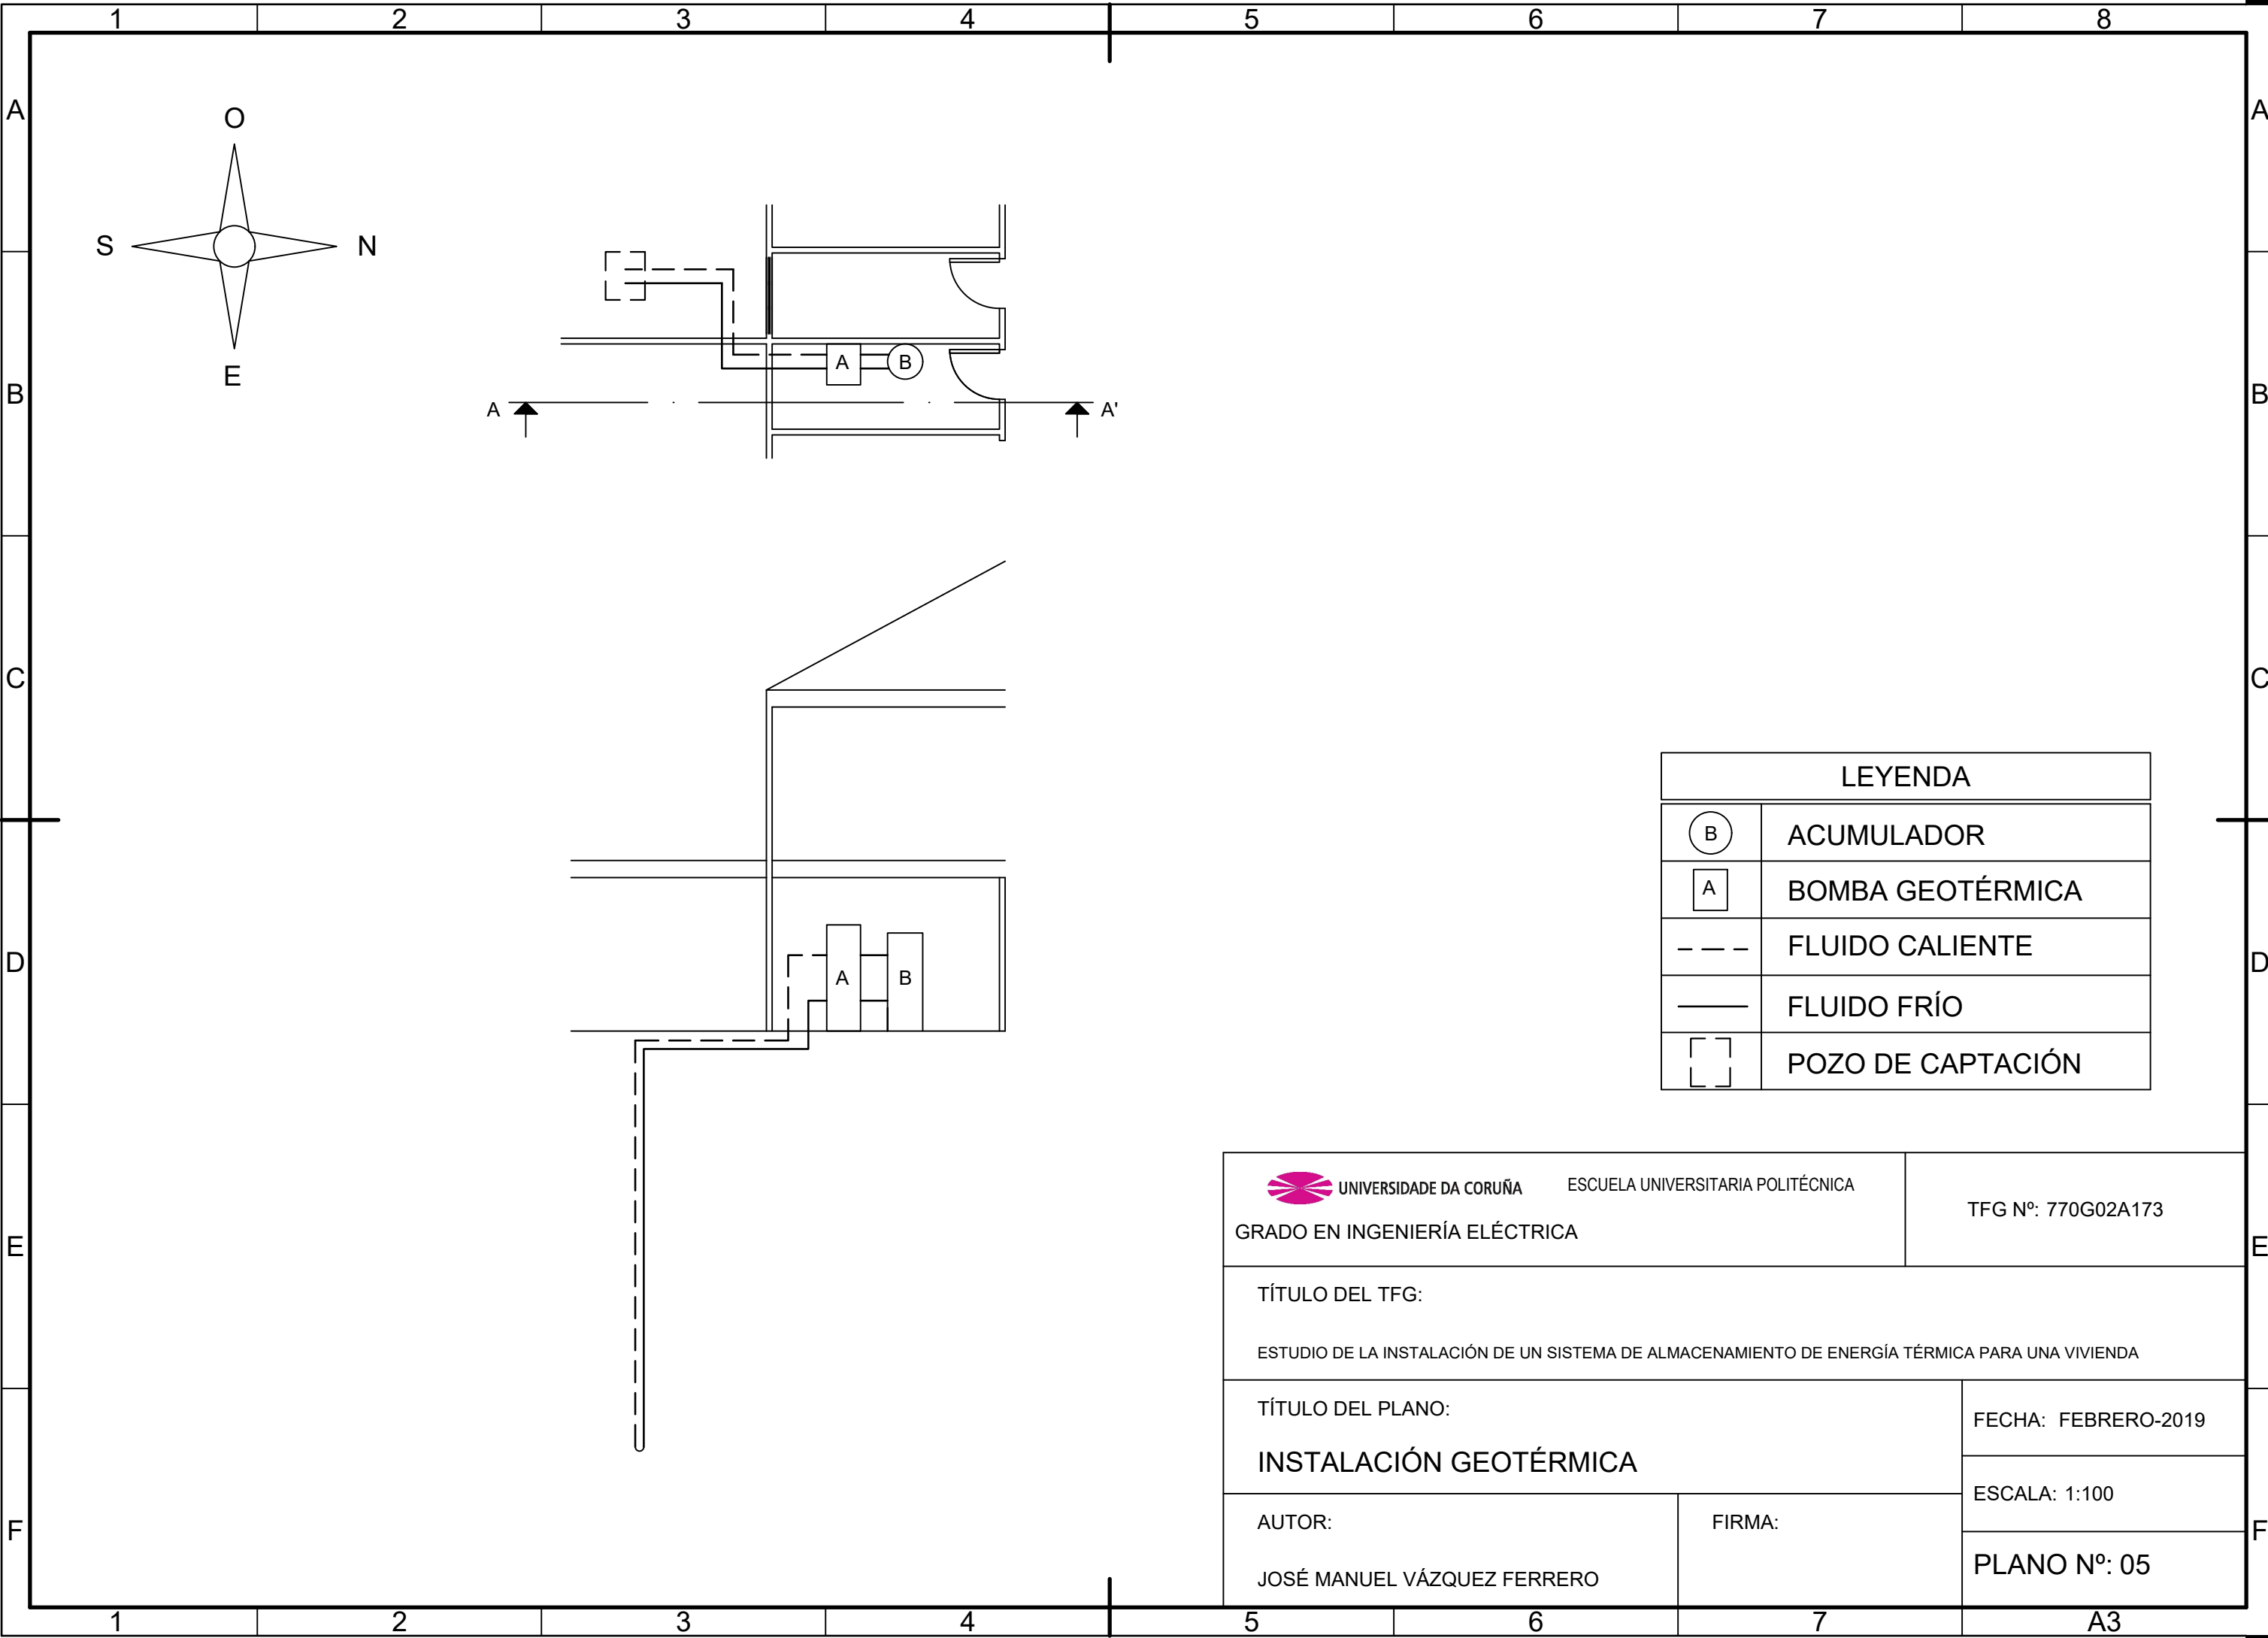 1 2 3 4 5 6 7 8
A A
O
S N
E
B B
A B
A A'
C C
LEYENDA
B ACUMULADOR
A BOMBA GEOTÉRMICA
FLUIDO CALIENTE
FLUIDO FRÍO
POZO DE CAPTACIÓN
D D
A B
UNIVERSIDADE DA CORUÑA ESCUELA UNIVERSITARIA POLITÉCNICA
GRADO EN INGENIERÍA ELÉCTRICA
TFG Nº: 770G02A173
E E
TÍTULO DEL TFG:
ESTUDIO DE LA INSTALACIÓN DE UN SISTEMA DE ALMACENAMIENTO DE ENERGÍA TÉRMICA PARA UNA VIVIENDA
TÍTULO DEL PLANO:
INSTALACIÓN GEOTÉRMICA
FECHA: FEBRERO-2019
ESCALA: 1:100
PLANO Nº: 05
AUTOR:
JOSÉ MANUEL VÁZQUEZ FERRERO
FIRMA:
F F
1 2 3 4 5 6 7 A3